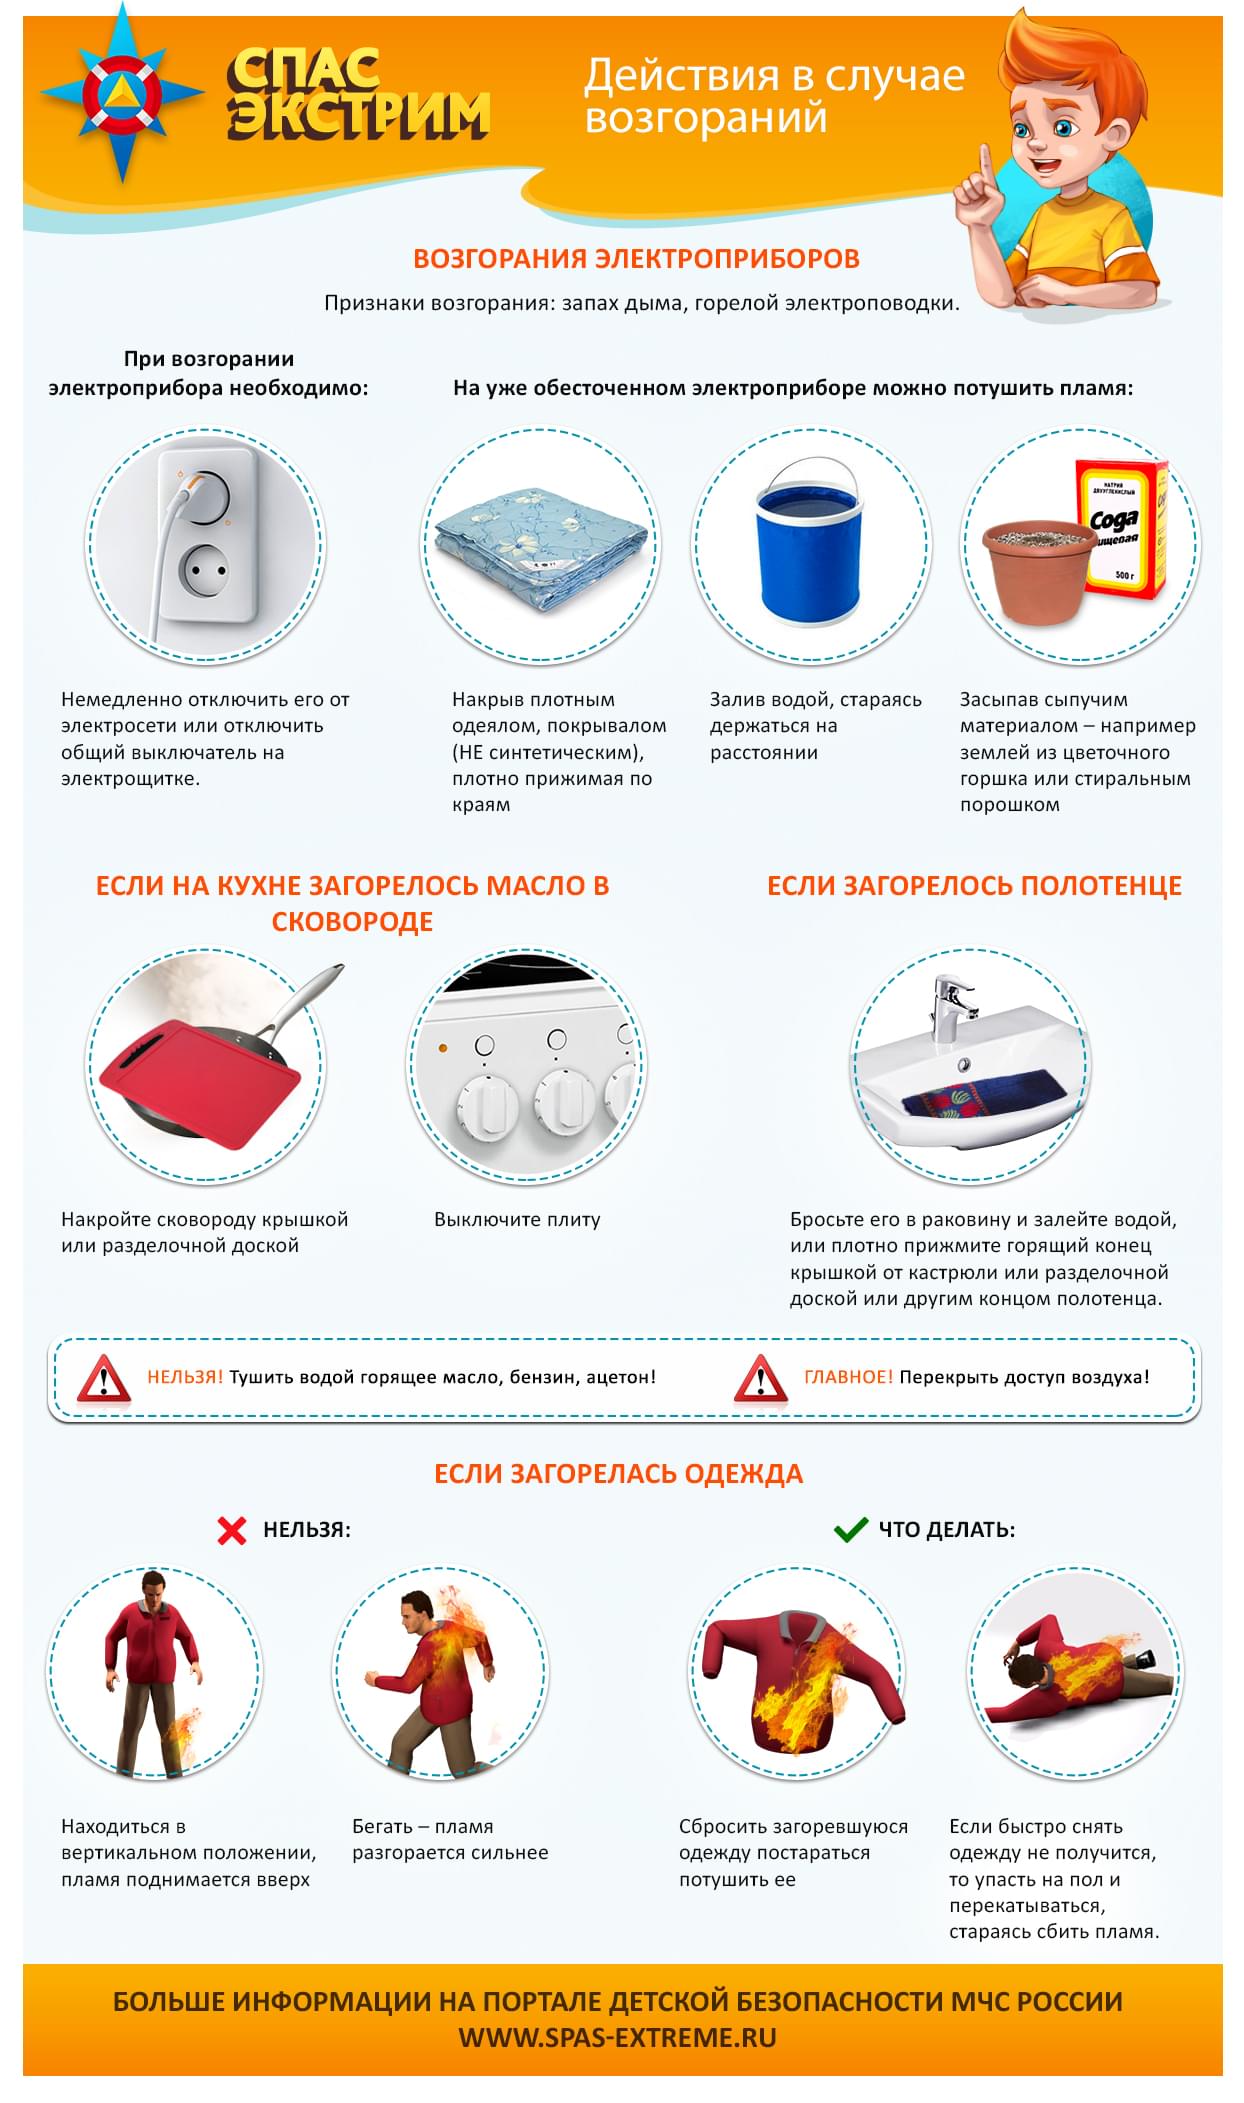 СПАС
ЭКСТРИМ
Действия в случае
возгораний
ВОЗГОРАНИЯ ЭЛЕКТРОПРИБОРОВ
Признаки возгорания: запах дыма, горелой электроповодки.
При возгорании
электроприбора необходимо:
На уже обесточенном электроприборе можно потушить пламя:
НАТРИЙ
ДВУУГЛЕКИСЛЫЙ
Сода
ищевая
500 г
Немедленно отключить его от
электросети или отключить
общий выключатель на
электрощитке.
Накрыв плотным
одеялом, покрывалом
(НЕ синтетическим),
плотно прижимая по
краям
Залив водой, стараясь
держаться на
расстоянии
Засыпав сыпучим
материалом – например
землей из цветочного
горшка или стиральным
порошком
ЕСЛИ НА КУХНЕ ЗАГОРЕЛОСЬ МАСЛО В
СКОВОРОДЕ
ЕСЛИ ЗАГОРЕЛОСЬ ПОЛОТЕНЦЕ
Накройте сковороду крышкой
или разделочной доской
Выключите плиту
Бросьте его в раковину и залейте водой,
или плотно прижмите горящий конец
крышкой от кастрюли или разделочной
доской или другим концом полотенца.
НЕЛЬЗЯ! Тушить водой горящее масло, бензин, ацетон!
ГЛАВНОЕ! Перекрыть доступ воздуха!
ЕСЛИ ЗАГОРЕЛАСЬ ОДЕЖДА
НЕЛЬЗЯ:
ЧТО ДЕЛАТЬ:
Находиться в
вертикальном положении,
пламя поднимается вверх
Бегать – пламя
разгорается сильнее
Сбросить загоревшуюся
одежду постараться
потушить ее
Если быстро снять
одежду не получится,
то упасть на пол и
перекатываться,
стараясь сбить пламя.
БОЛЬШЕ ИНФОРМАЦИИ НА ПОРТАЛЕ ДЕТСКОЙ БЕЗОПАСНОСТИ МЧС РОССИИ
WWW.SPAS-EXTREME.RU